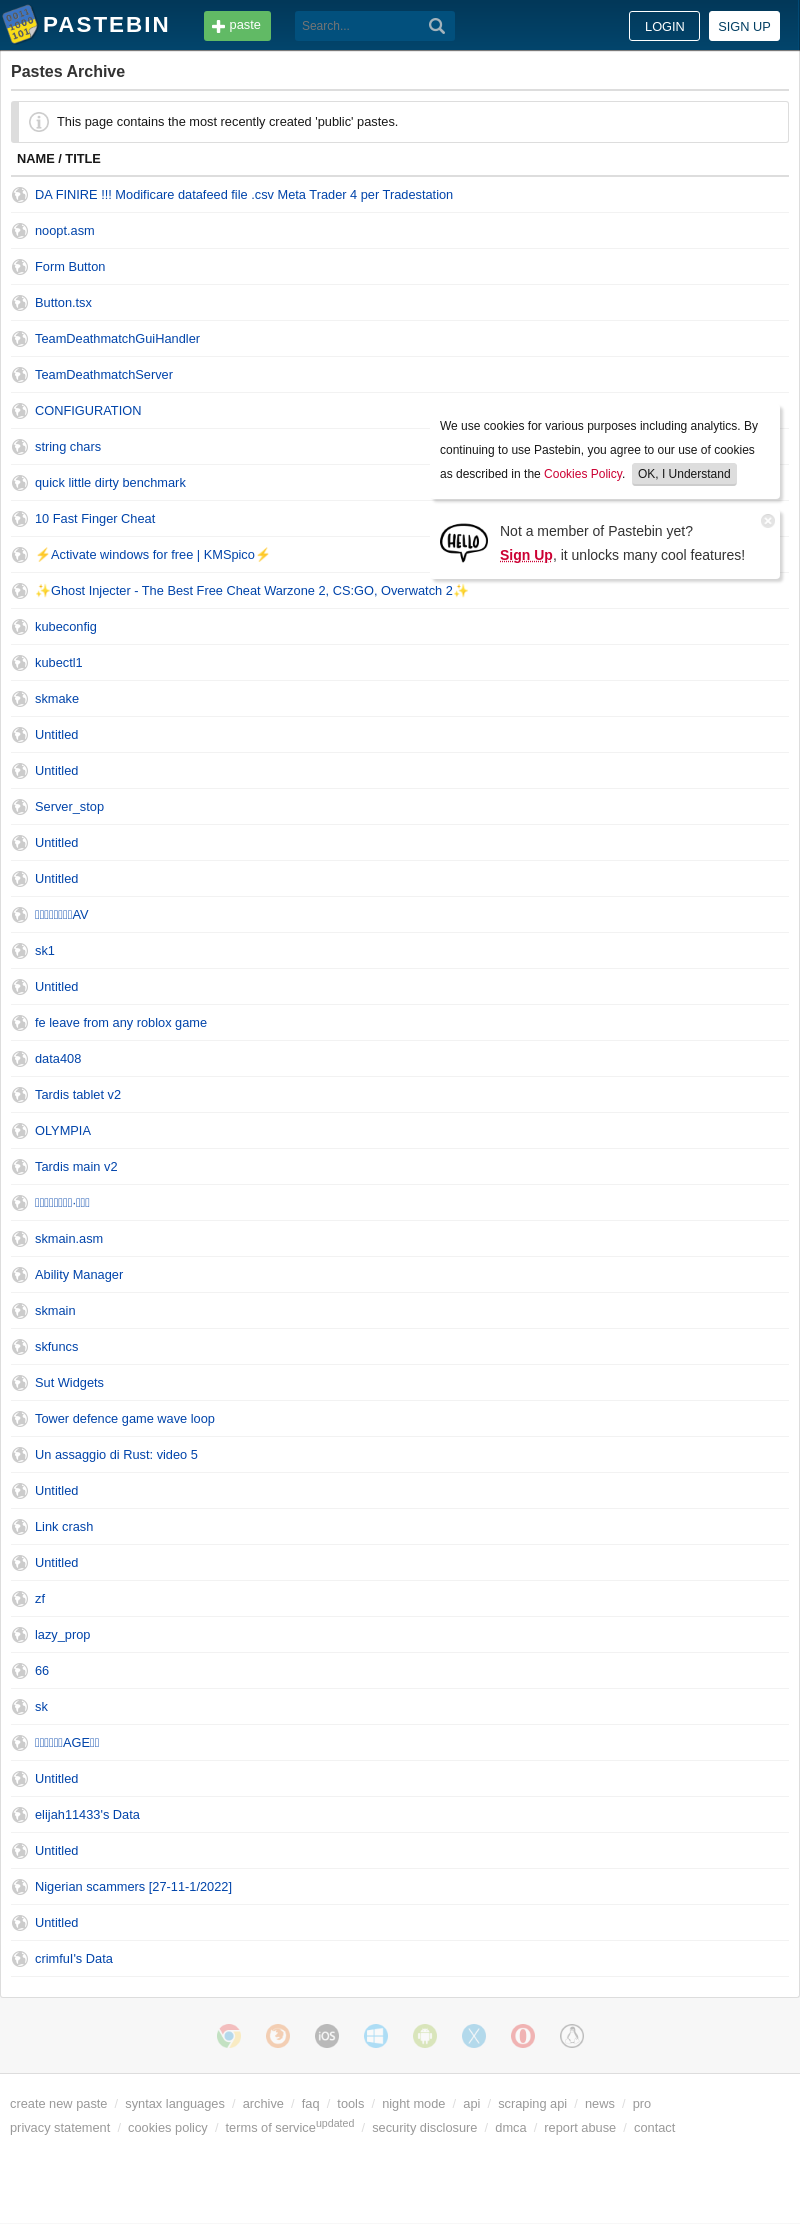 PASTEBIN
paste
Search...
LOGIN
SIGN UP
Pastes Archive
This page contains the most recently created 'public' pastes.
NAME / TITLE
DA FINIRE !!! Modificare datafeed file .csv Meta Trader 4 per Tradestation
noopt.asm
Form Button
Button.tsx
TeamDeathmatchGuiHandler
TeamDeathmatchServer
CONFIGURATION
string chars
quick little dirty benchmark
10 Fast Finger Cheat
⚡Activate windows for free | KMSpico⚡
✨Ghost Injecter - The Best Free Cheat Warzone 2, CS:GO, Overwatch 2✨
We use cookies for various purposes including analytics. By
continuing to use Pastebin, you agree to our use of cookies
as described in the Cookies Policy. OK, I Understand
HELLO
Not a member of Pastebin yet?
Sign Up, it unlocks many cool features!
kubeconfig
kubectl1
skmake
Untitled
Untitled
Server_stop
Untitled
Untitled
AV
sk1
Untitled
fe leave from any roblox game
data408
Tardis tablet v2
OLYMPIA
Tardis main v2
skmain.asm
Ability Manager
skmain
skfuncs
Sut Widgets
Tower defence game wave loop
Un assaggio di Rust: video 5
Untitled
Link crash
Untitled
zf
lazy_prop
66
sk
AGE
Untitled
elijah11433's Data
Untitled
Nigerian scammers [27-11-1/2022]
Untitled
crimful's Data
iOS
create new paste / syntax languages / archive / faq / tools / night mode / api / scraping api / news / pro
privacy statement / cookies policy / terms of service updated / security disclosure / dmca / report abuse / contact